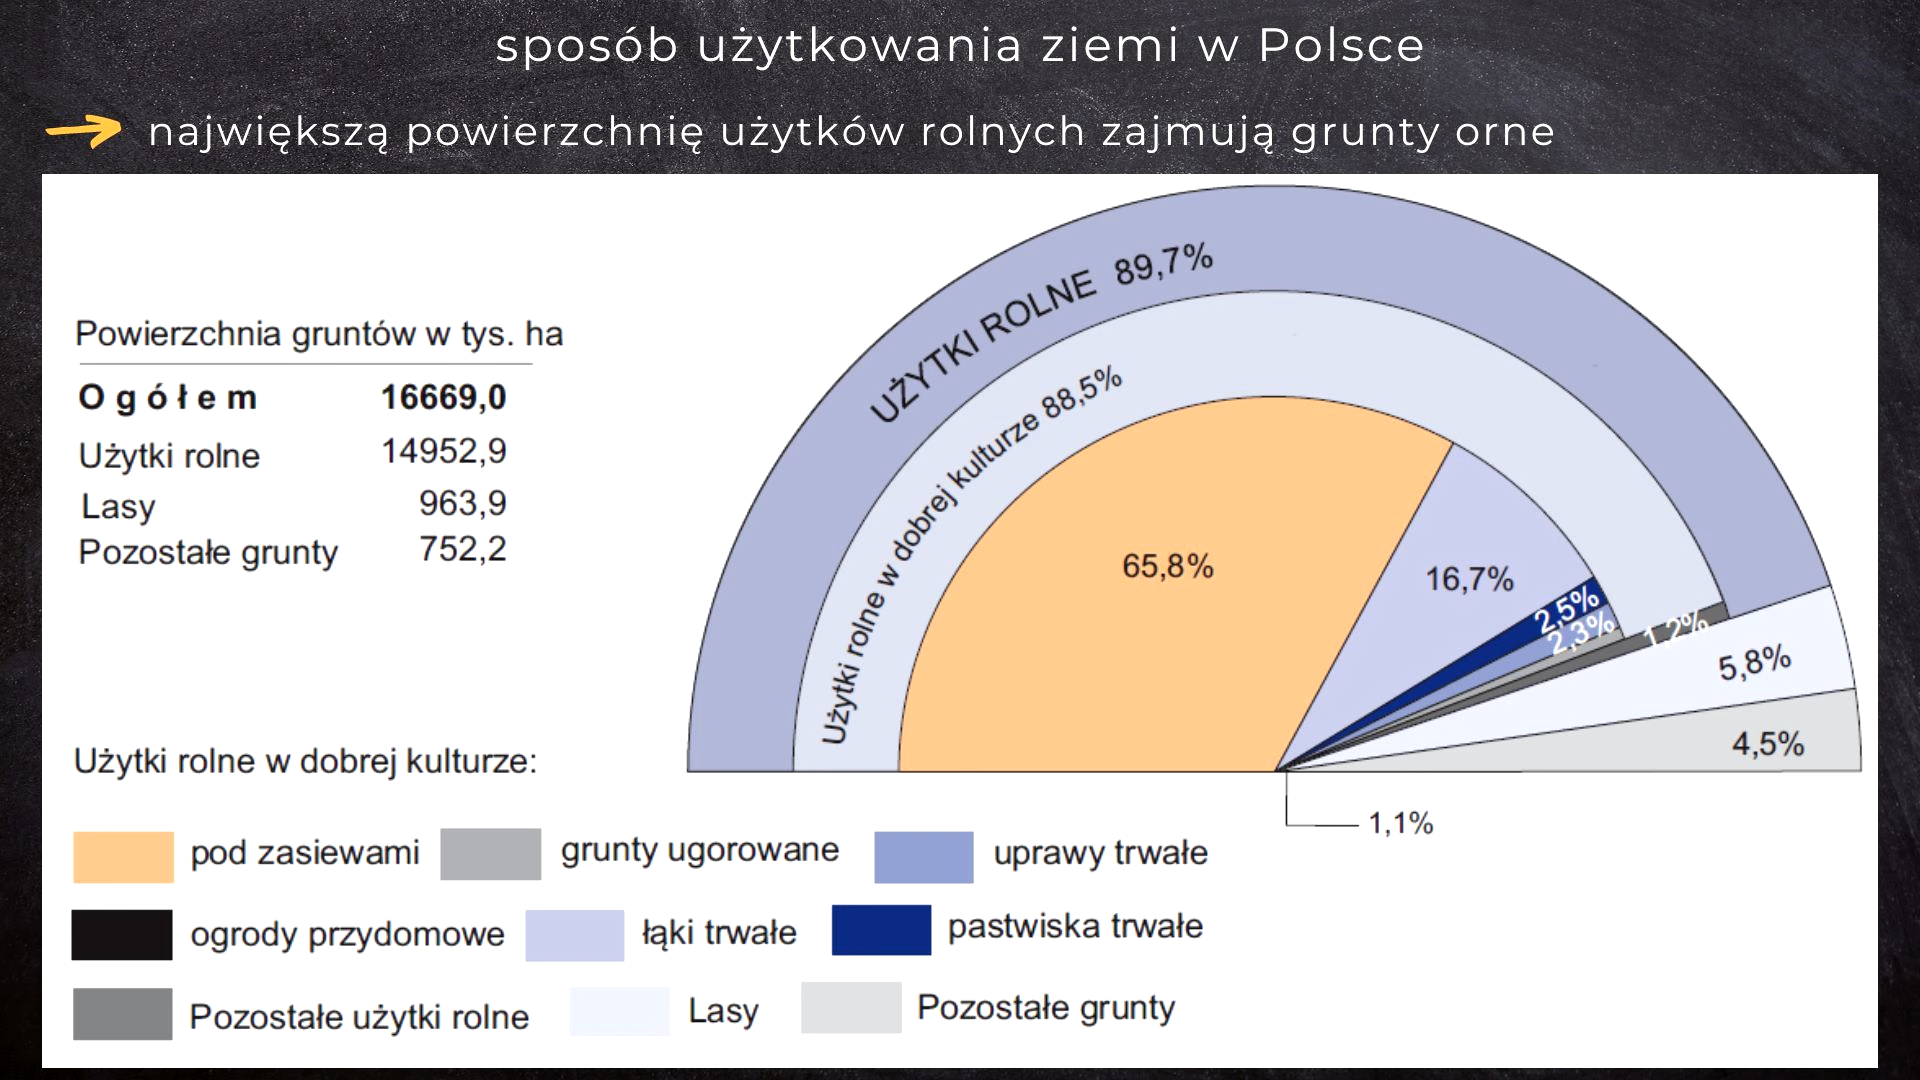 sposób użytkowania ziemi w Polsce
największą powierzchnię użytków rolnych zajmują grunty orne
Powierzchnia gruntów w tys. ha
Ogółem 16669,0
Użytki rolne 14952,9
Lasy 963,9
Pozostałe grunty 752,2
UŻYTKI ROLNE 89,7%
Użytki rolne w dobrej kulturze 88,5%
65,8%
16,7%
2,5%
2,3%
1,2%
5,8%
4,5%
1,1%
Użytki rolne w dobrej kulturze:
pod zasiewami grunty ugorowane uprawy trwałe
ogrody przydomowe łąki trwałe pastwiska trwałe
Pozostałe użytki rolne Lasy Pozostałe grunty